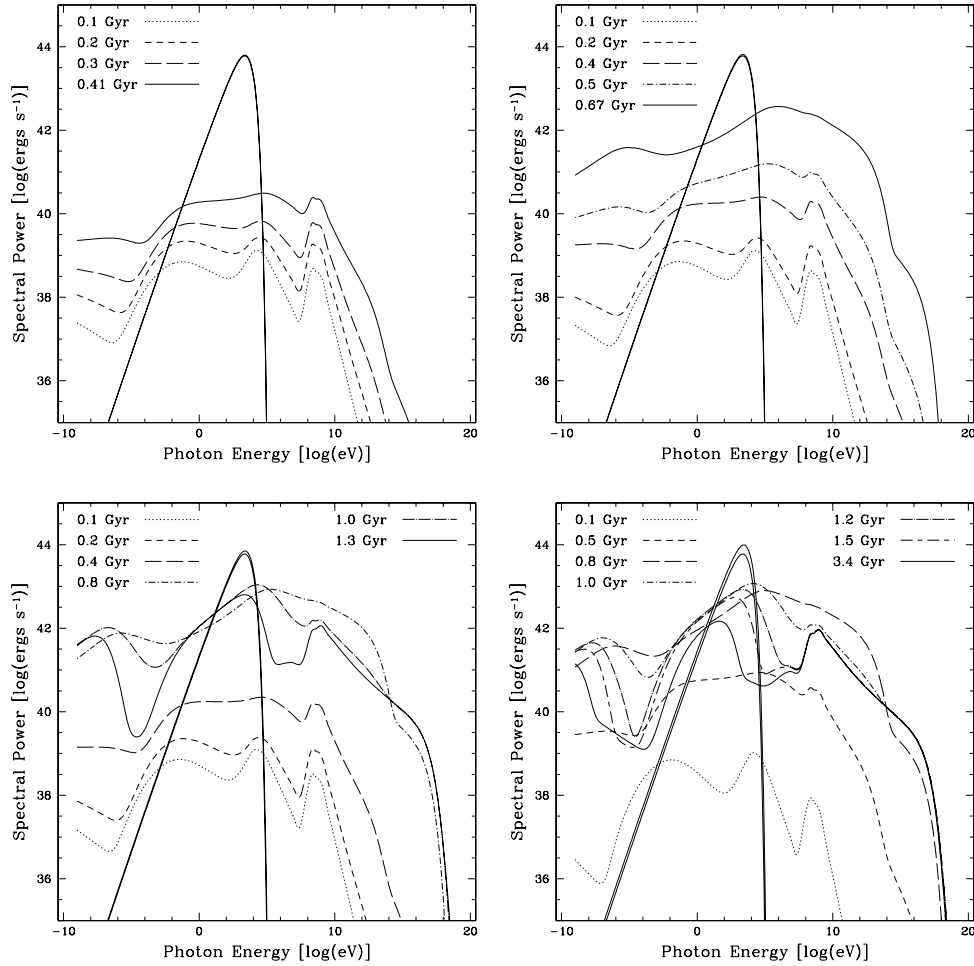 44
42
40
38
36
Spectral Power [log(ergs s⁻¹)]
0.1 Gyr
0.2 Gyr
0.3 Gyr
0.41 Gyr
-10
0
10
20
Photon Energy [log(eV)]
44
42
40
38
36
Spectral Power [log(ergs s⁻¹)]
0.1 Gyr
0.2 Gyr
0.4 Gyr
0.5 Gyr
0.67 Gyr
-10
0
10
20
Photon Energy [log(eV)]
44
42
40
38
36
Spectral Power [log(ergs s⁻¹)]
0.1 Gyr
0.2 Gyr
0.4 Gyr
0.8 Gyr
1.0 Gyr
1.3 Gyr
-10
0
10
20
Photon Energy [log(eV)]
44
42
40
38
36
Spectral Power [log(ergs s⁻¹)]
0.1 Gyr
0.5 Gyr
0.8 Gyr
1.0 Gyr
1.2 Gyr
1.5 Gyr
3.4 Gyr
-10
0
10
20
Photon Energy [log(eV)]